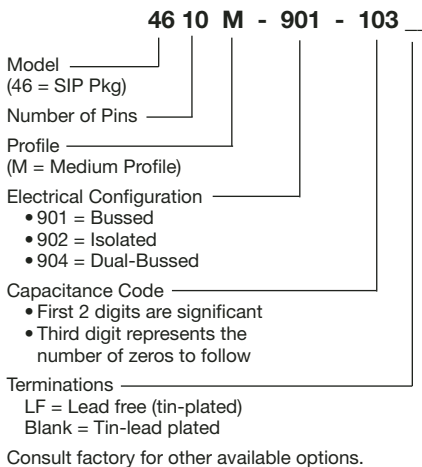 46 10 M - 901 - 103 __
Model
(46 = SIP Pkg)
Number of Pins
Profile
(M = Medium Profile)
Electrical Configuration
• 901 = Bussed
• 902 = Isolated
• 904 = Dual-Bussed
Capacitance Code
• First 2 digits are significant
• Third digit represents the
number of zeros to follow
Terminations
LF = Lead free (tin-plated)
Blank = Tin-lead plated
Consult factory for other available options.